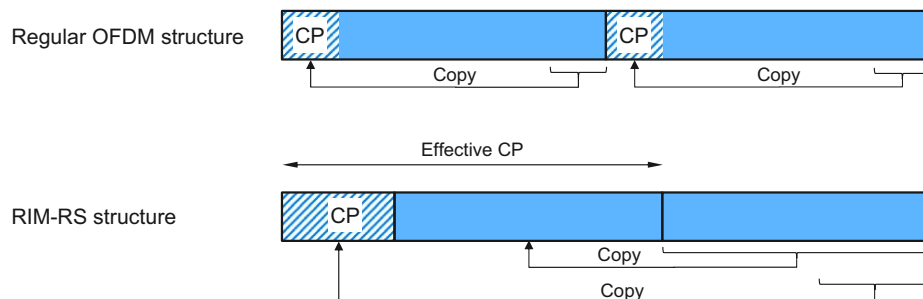 Regular OFDM structure
CP
CP
Copy
Copy
Effective CP
RIM-RS structure
CP
Copy
Copy